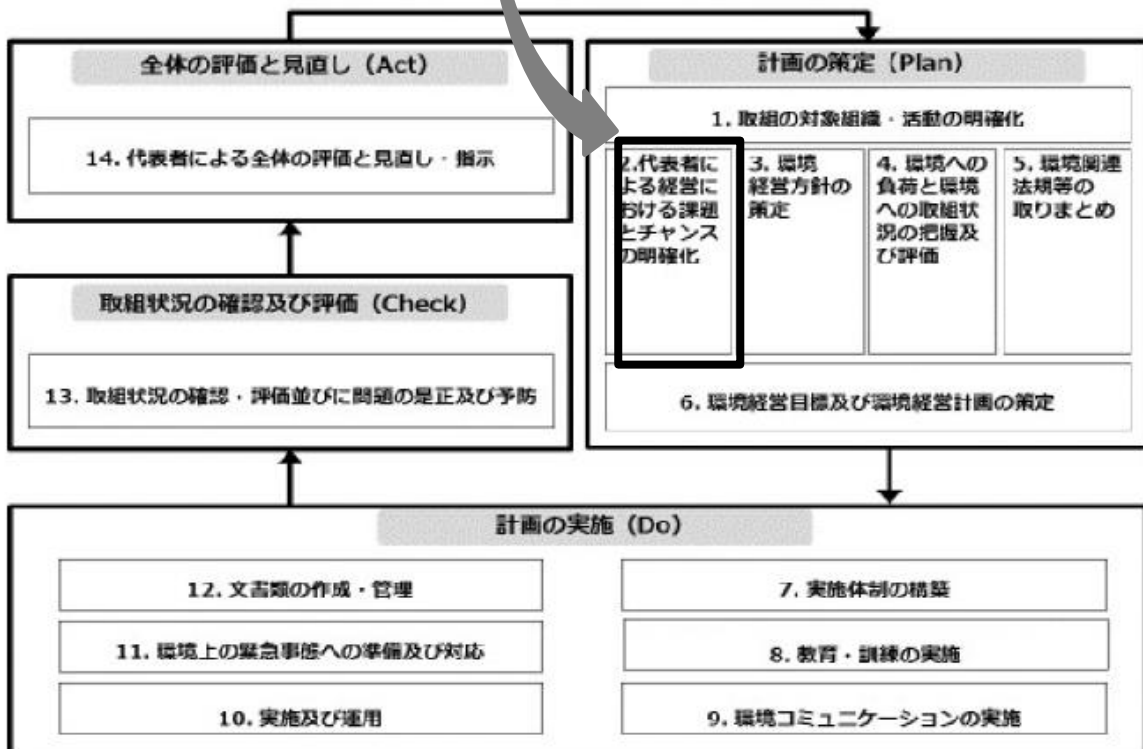 全体の評価と見直し（Act）
14. 代表者による全体の評価と見直し・指示
計画の策定（Plan）
1. 取組の対象組織・活動の明確化
2.代表者に
よる経営に
おける課題
とチャンス
の明確化
3. 環境
経営方針の
策定
4. 環境への
負荷と環境
への取組状
況の把握及
び評価
5. 環境関連
法規等の
取りまとめ
6. 環境経営目標及び環境経営計画の策定
取組状況の確認及び評価（Check）
13. 取組状況の確認・評価並びに問題の是正及び予防
計画の実施（Do）
12. 文書類の作成・管理
7. 実施体制の構築
11. 環境上の緊急事態への準備及び対応
8. 教育・訓練の実施
10. 実施及び運用
9. 環境コミュニケーションの実施